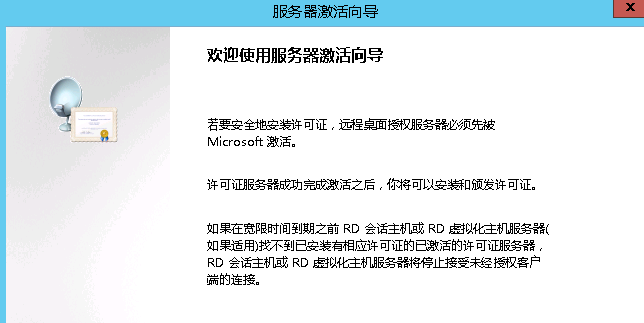 服务器激活向导
欢迎使用服务器激活向导
若要安全地安装许可证，远程桌面授权服务器必须先被
Microsoft 激活。
许可证服务器成功完成激活之后，你将可以安装和颁发许可证。
如果在宽限时间到期之前 RD 会话主机或 RD 虚拟化主机服务器(
如果适用)找不到已安装有相应许可证的已激活的许可证服务器，
RD 会话主机或 RD 虚拟化主机服务器将停止接受未经授权客户
端的连接。